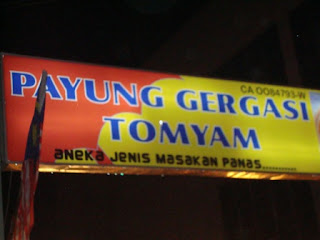 CA 0084793-W
PAYUNG GERGASI
TOMYAM
aneka jenis masakan panas............